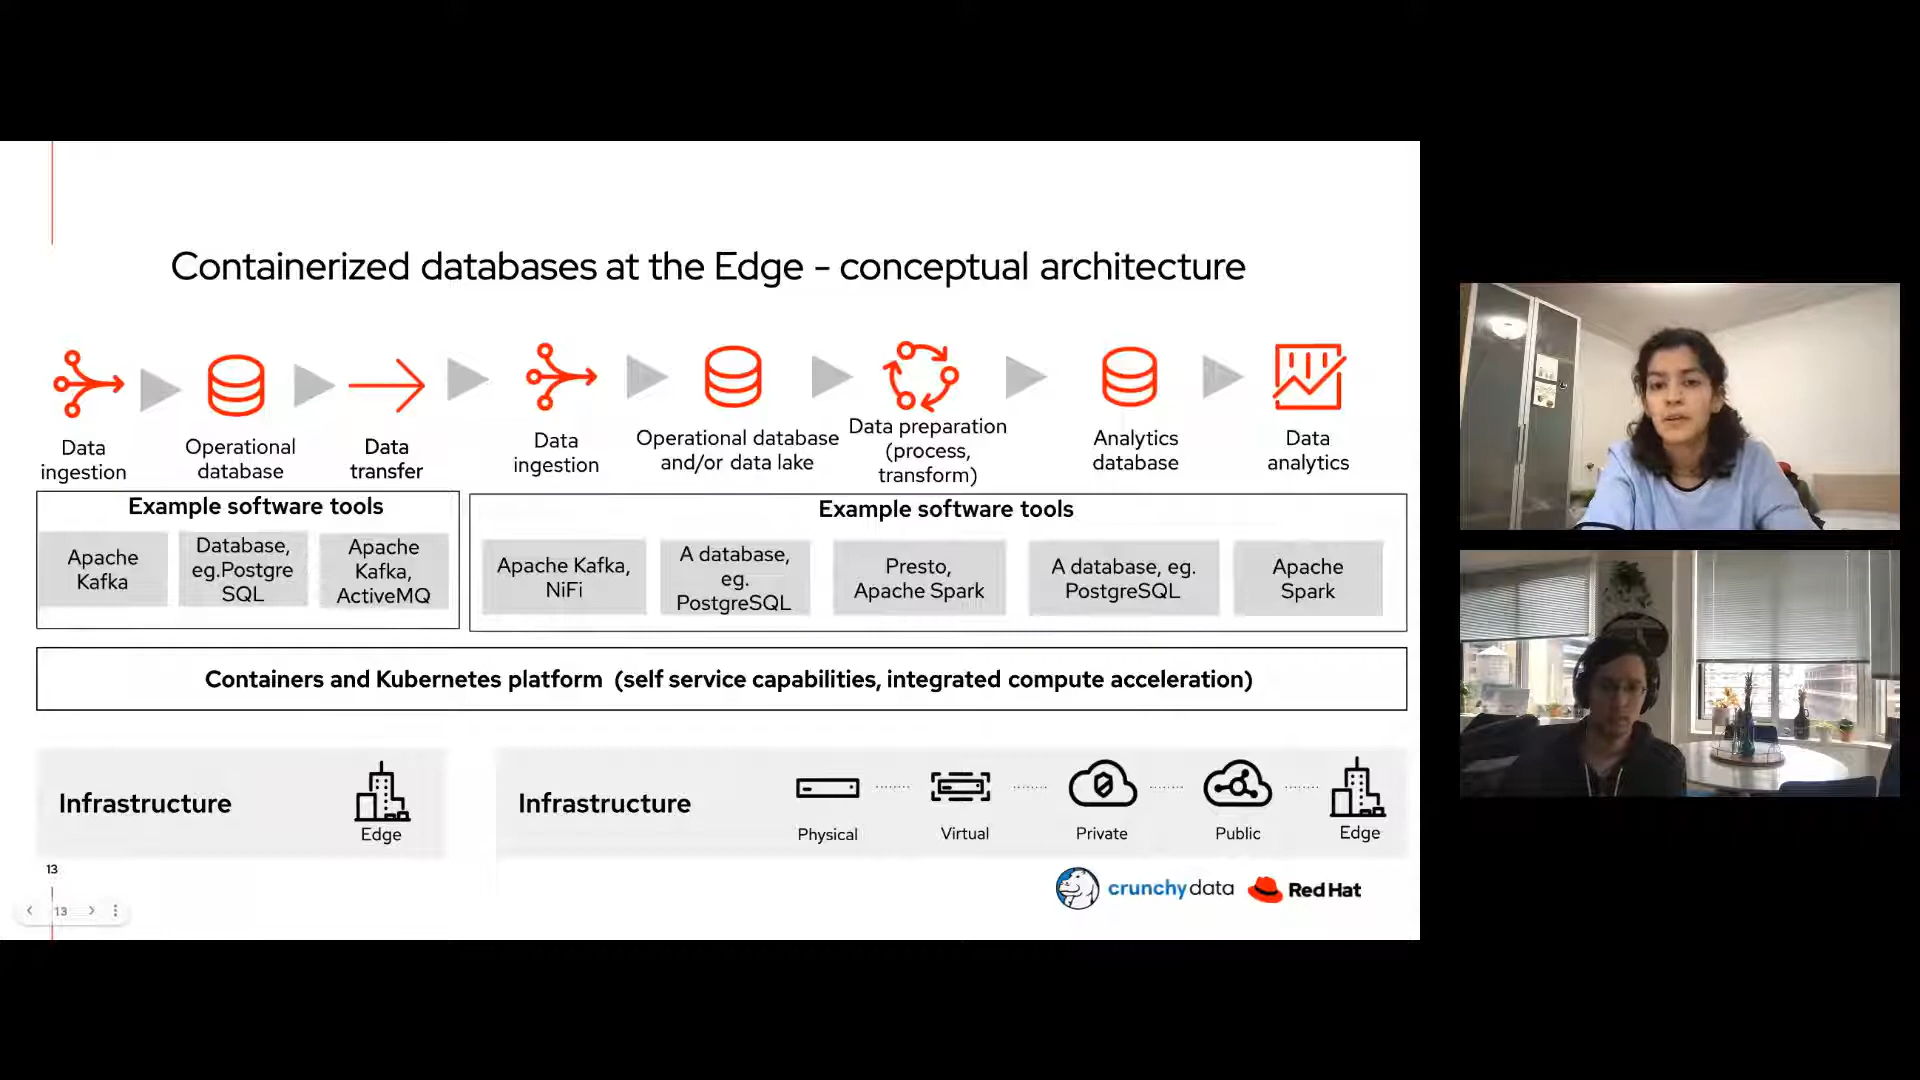 Containerized databases at the Edge - conceptual architecture
Data
ingestion
Operational
database
Data
transfer
Data
ingestion
Operational database
and/or data lake
Data preparation
(process,
transform)
Analytics
database
Data
analytics
Example software tools
Apache
Kafka
Database,
eg.Postgre
SQL
Apache
Kafka,
ActiveMQ
Example software tools
Apache Kafka,
NiFi
A database,
eg.
PostgreSQL
Presto,
Apache Spark
A database, eg.
PostgreSQL
Apache
Spark
Containers and Kubernetes platform (self service capabilities, integrated compute acceleration)
Infrastructure
Edge
Infrastructure
Physical
Virtual
Private
Public
Edge
13
crunchydata
Red Hat
13